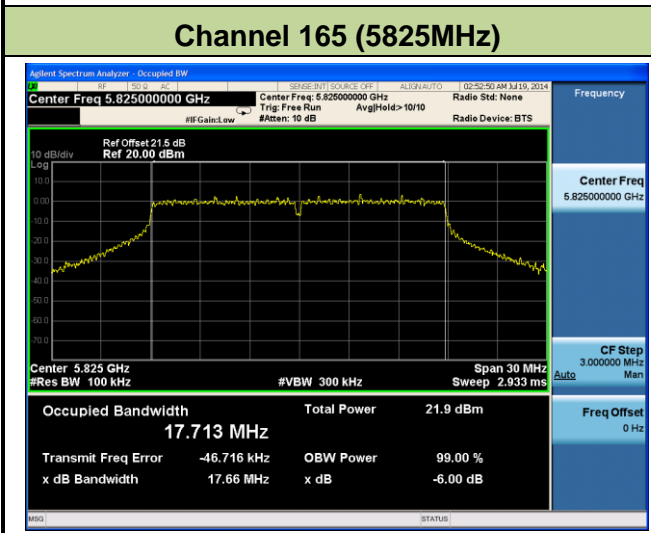 Channel 165 (5825MHz)
Agilent Spectrum Analyzer - Occupied BW
RF 50 Ω AC SENSE:INT SOURCE OFF ALIGNAUTO 02:52:50 AM Jul 19, 2014
Center Freq 5.825000000 GHz
Center Freq: 5.825000000 GHz
Radio Std: None
Trig: Free Run Avg|Hold:> 10/10
#IFGain:Low #Atten: 10 dB Radio Device: BTS
Frequency
Ref Offset 21.5 dB
10 dB/div Ref 20.00 dBm
Log
10.0
0.00
-10.0
-20.0
-30.0
-40.0
-50.0
-60.0
-70.0
Center Freq
5.825000000 GHz
Center 5.825 GHz Span 30 MHz
#Res BW 100 kHz #VBW 300 kHz Sweep 2.933 ms
CF Step
3.000000 MHz
Auto Man
Occupied Bandwidth Total Power 21.9 dBm
17.713 MHz
Transmit Freq Error -46.716 kHz OBW Power 99.00 %
x dB Bandwidth 17.66 MHz x dB -6.00 dB
Freq Offset
0 Hz
MSG STATUS